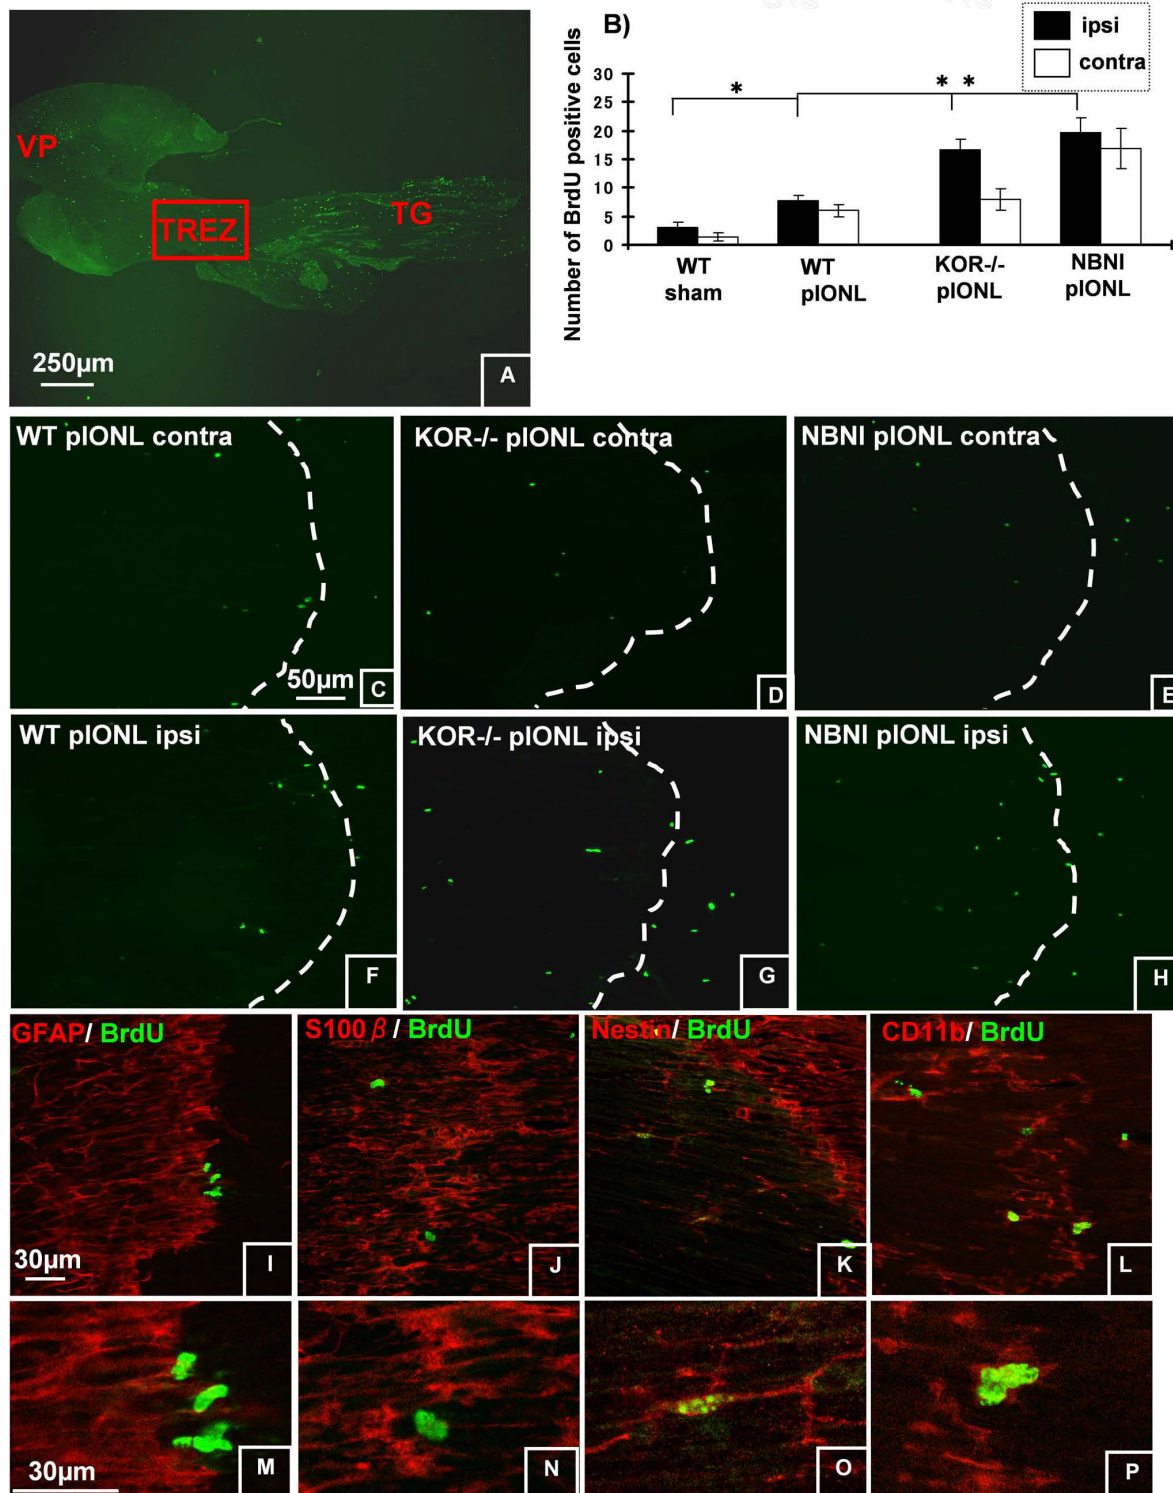 VP
TREZ
TG
250µm
A
B)
ipsi
contra
* 
* *
Number of BrdU positive cells
30
25
20
15
10
5
0
WT
sham
WT
pIONL
KOR-/-
pIONL
NBNI
pIONL
WT pIONL contra
50µm
C
KOR-/- pIONL contra
D
NBNI pIONL contra
E
WT pIONL ipsi
F
KOR-/- pIONL ipsi
G
NBNI pIONL ipsi
H
GFAP/ BrdU
30µm
I
S100 β / BrdU
J
Nestin/ BrdU
K
CD11b/ BrdU
L
30µm
M
N
O
P